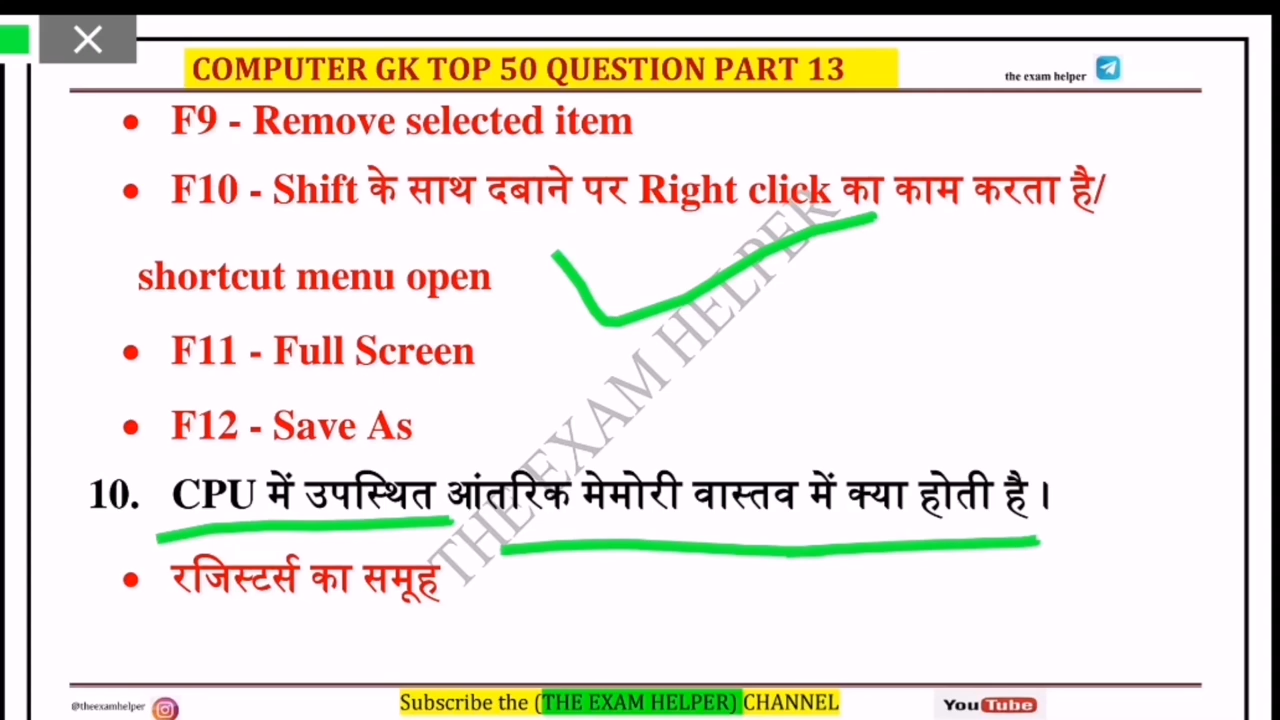 COMPUTER GK TOP 50 QUESTION PART 13
the exam helper
• F9 - Remove selected item
• F10 - Shift के साथ दबाने पर Right click का काम करता है/
shortcut menu open
• F11 - Full Screen
• F12 - Save As
10. CPU में उपस्थित आंतरिक मेमोरी वास्तव में क्या होती है।
• रजिस्टर्स का समूह
THE EXAM HELPER
@theexamhelper
Subscribe the (THE EXAM HELPER) CHANNEL
YouTube